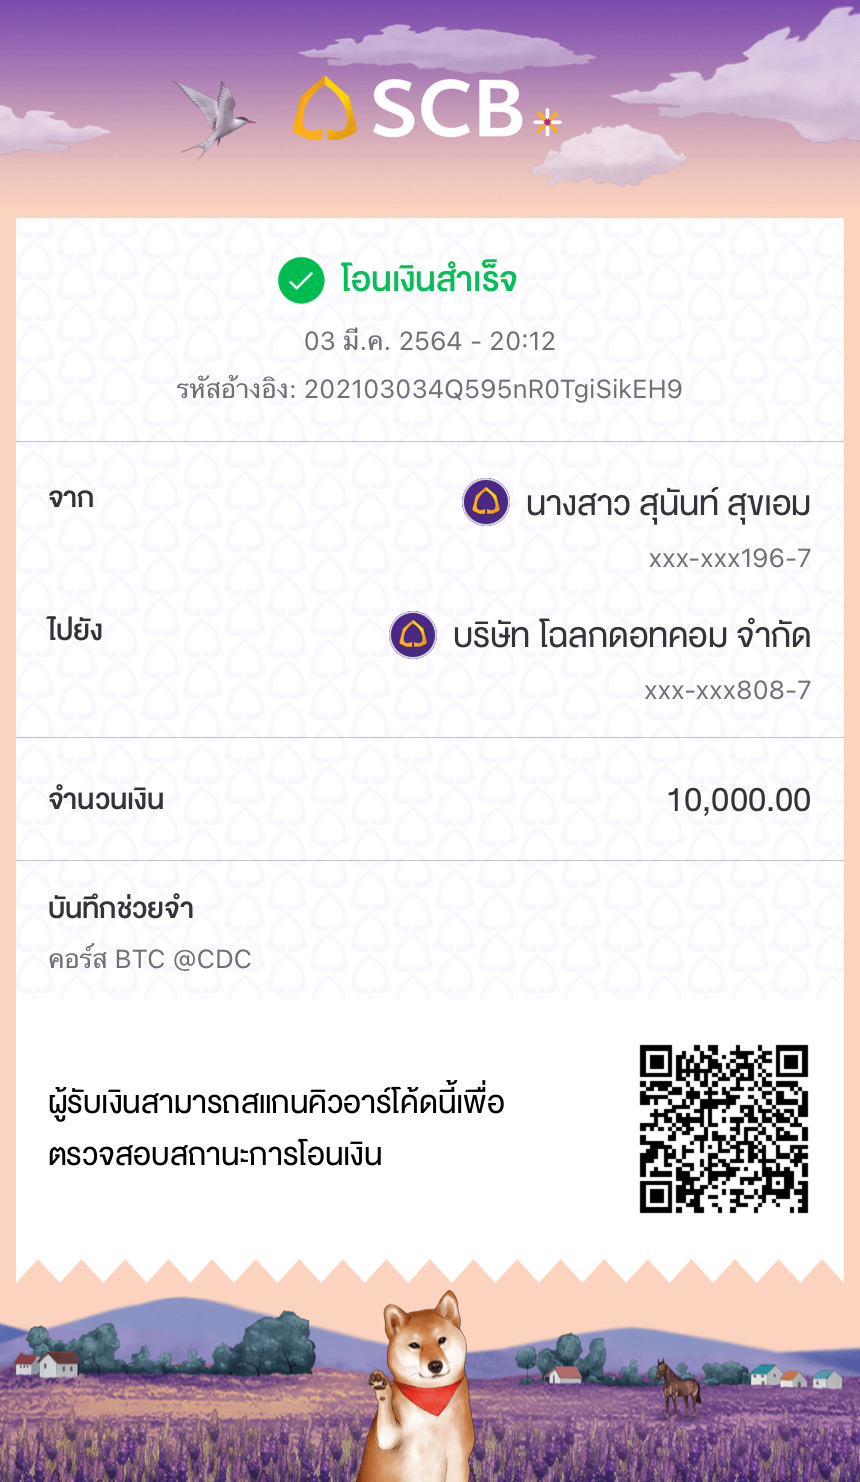 SCB
โอนเงินสำเร็จ
03 มี.ค. 2564 - 20:12
รหัสอ้างอิง: 202103034Q595nR0TgiSikEH9
จาก
นางสาว สุนันท์ สุขเอม
xxx-xxx196-7
ไปยัง
บริษัท โฉลกดอทคอม จำกัด
xxx-xxx808-7
จำนวนเงิน
10,000.00
บันทึกช่วยจำ
คอร์ส BTC @CDC
ผู้รับเงินสามารถสแกนคิวอาร์โค้ดนี้เพื่อ
ตรวจสอบสถานะการโอนเงิน